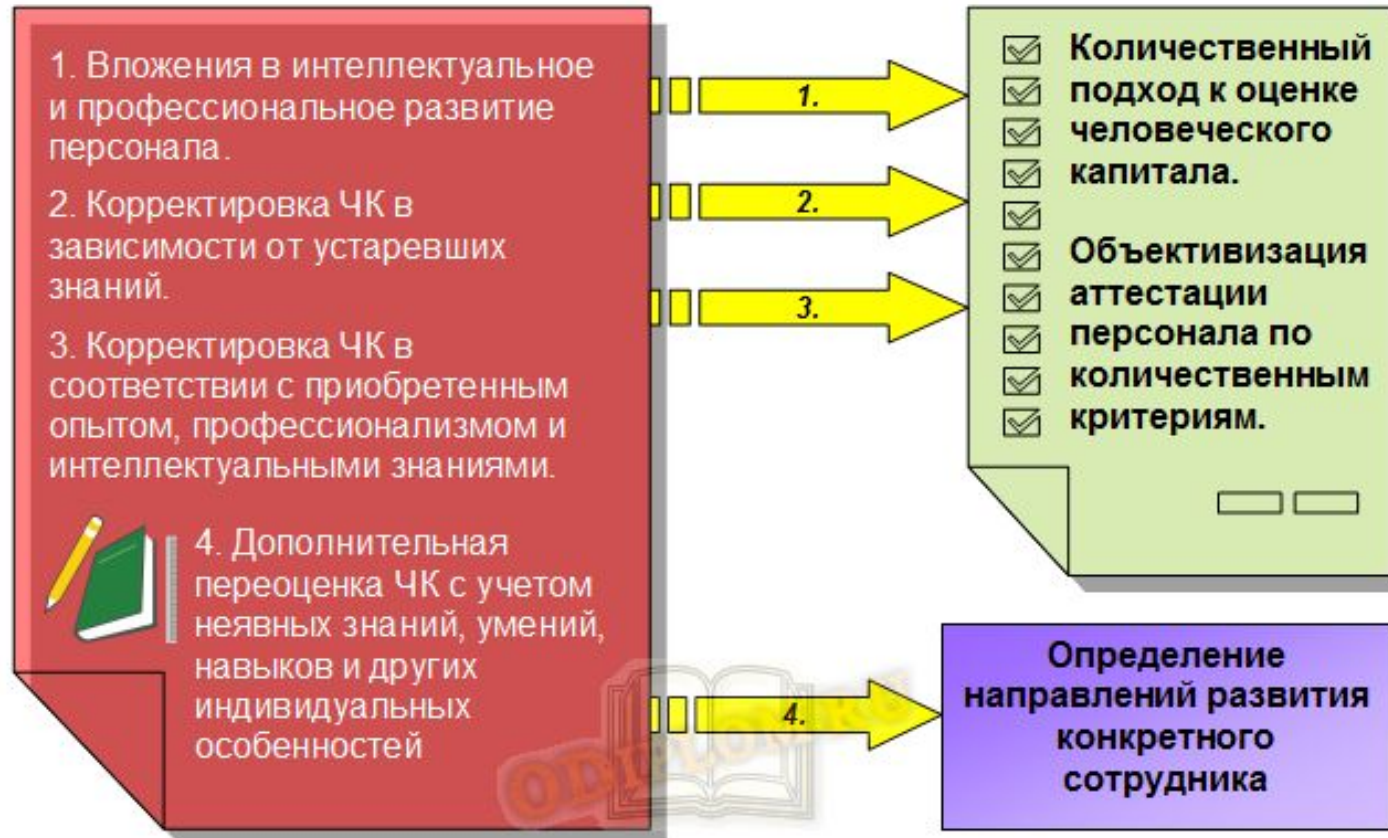 1. Вложения в интеллектуальное
и профессиональное развитие
персонала.
2. Корректировка ЧК в
зависимости от устаревших
знаний.
3. Корректировка ЧК в
соответствии с приобретенным
опытом, профессионализмом и
интеллектуальными знаниями.
4. Дополнительная
переоценка ЧК с учетом
неявных знаний, умений,
навыков и других
индивидуальных
особенностей
1.
2.
3.
4.
Количественный
подход к оценке
человеческого
капитала.
Объективизация
аттестации
персонала по
количественным
критериям.
Определение
направлений развития
конкретного
сотрудника
ODIPLOM.RU